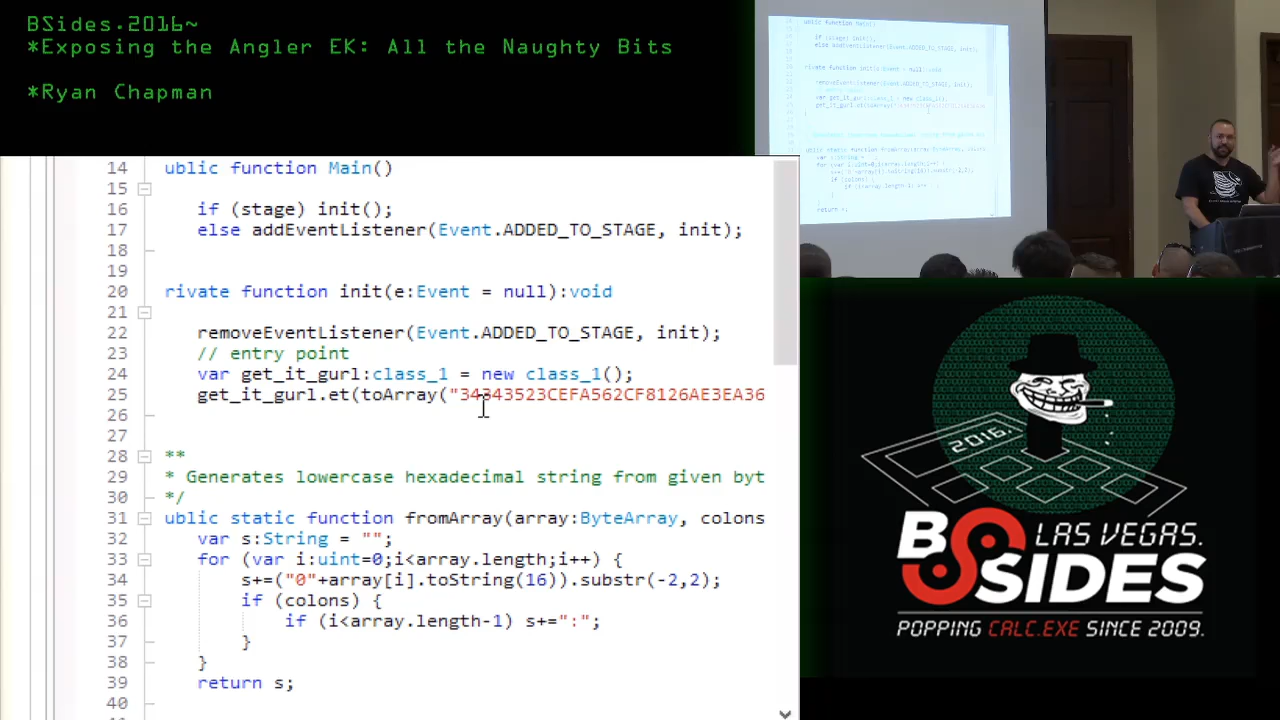 BSides.2016~
*Exposing the Angler EK: All the Naughty Bits
*Ryan Chapman
14 ublic function Main()
15
16 if (stage) init();
17 else addEventListener(Event.ADDED_TO_STAGE, init);
18
19
20 rivate function init(e:Event = null):void
21
22 removeEventListener(Event.ADDED_TO_STAGE, init);
23 // entry point
24 var get_it_gurl:class_1 = new class_1();
25 get_it_gurl.et(toArray("34343523CEFA562CF8126AE3EA36
26
27
28 **
29 * Generates lowercase hexadecimal string from given byt
30 */
31 ublic static function fromArray(array:ByteArray, colons
32 var s:String = "";
33 for (var i:uint=0;i<array.length;i++) {
34 s+=("0"+array[i].toString(16)).substr(-2,2);
35 if (colons) {
36 if (i<array.length-1) s+=":";
37 }
38 }
39 return s;
40
2016.
BSIDES
LAS VEGAS.
POPPING CALC.EXE SINCE 2009.